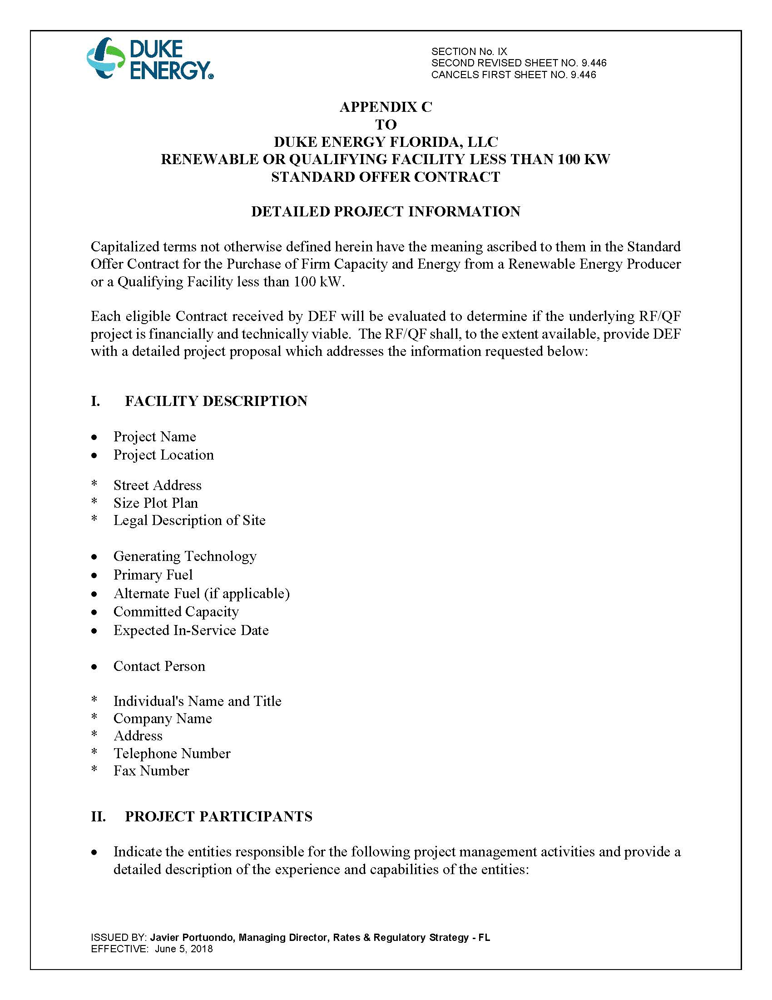 DUKE
ENERGY®
SECTION No. IX
SECOND REVISED SHEET NO. 9.446
CANCELS FIRST SHEET NO. 9.446
APPENDIX C
TO
DUKE ENERGY FLORIDA, LLC
RENEWABLE OR QUALIFYING FACILITY LESS THAN 100 KW
STANDARD OFFER CONTRACT
DETAILED PROJECT INFORMATION
Capitalized terms not otherwise defined herein have the meaning ascribed to them in the Standard
Offer Contract for the Purchase of Firm Capacity and Energy from a Renewable Energy Producer
or a Qualifying Facility less than 100 kW.
Each eligible Contract received by DEF will be evaluated to determine if the underlying RF/QF
project is financially and technically viable.  The RF/QF shall, to the extent available, provide DEF
with a detailed project proposal which addresses the information requested below:
I. FACILITY DESCRIPTION
• Project Name
• Project Location
* Street Address
* Size Plot Plan
* Legal Description of Site
• Generating Technology
• Primary Fuel
• Alternate Fuel (if applicable)
• Committed Capacity
• Expected In-Service Date
• Contact Person
* Individual's Name and Title
* Company Name
* Address
* Telephone Number
* Fax Number
II. PROJECT PARTICIPANTS
• Indicate the entities responsible for the following project management activities and provide a
detailed description of the experience and capabilities of the entities:
ISSUED BY: Javier Portuondo, Managing Director, Rates & Regulatory Strategy - FL
EFFECTIVE:  June 5, 2018